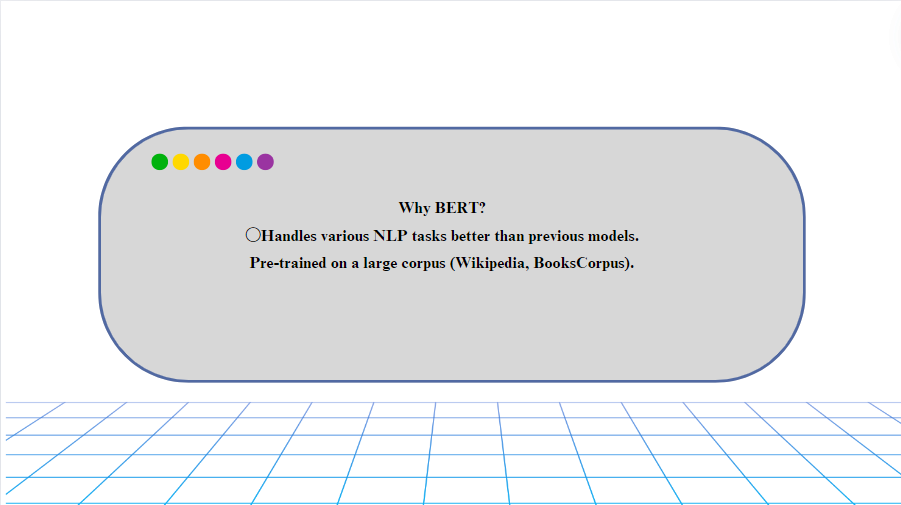 Why BERT?
○Handles various NLP tasks better than previous models.
Pre-trained on a large corpus (Wikipedia, BooksCorpus).